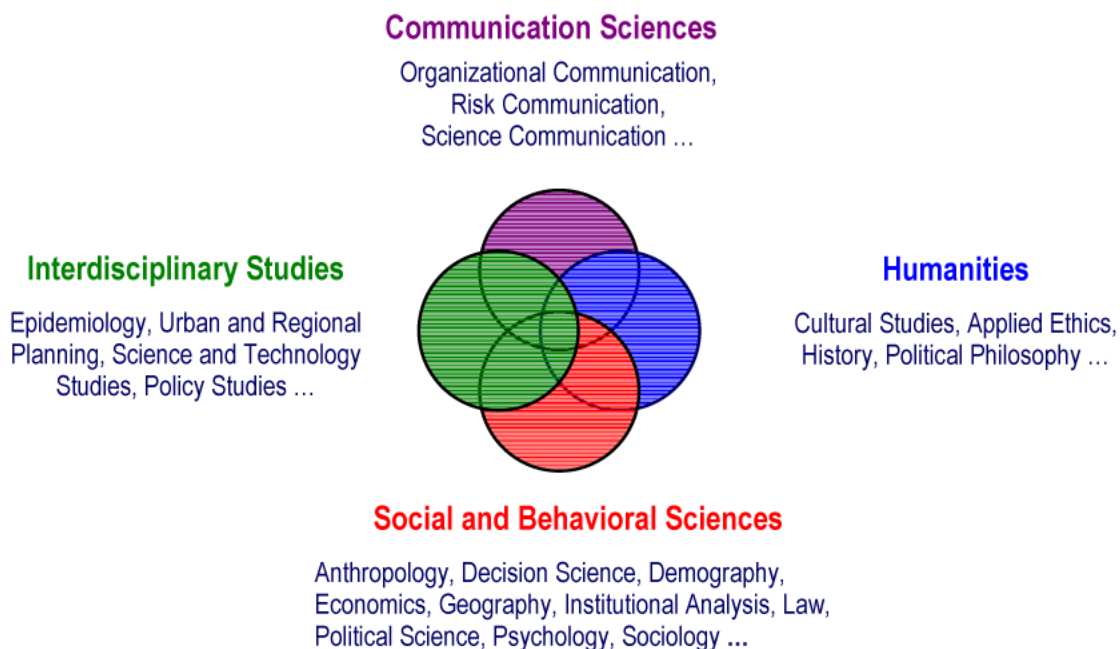 Communication Sciences
Organizational Communication,
Risk Communication,
Science Communication ...
Interdisciplinary Studies
Epidemiology, Urban and Regional
Planning, Science and Technology
Studies, Policy Studies ...
Humanities
Cultural Studies, Applied Ethics,
History, Political Philosophy ...
Social and Behavioral Sciences
Anthropology, Decision Science, Demography,
Economics, Geography, Institutional Analysis, Law,
Political Science, Psychology, Sociology ...